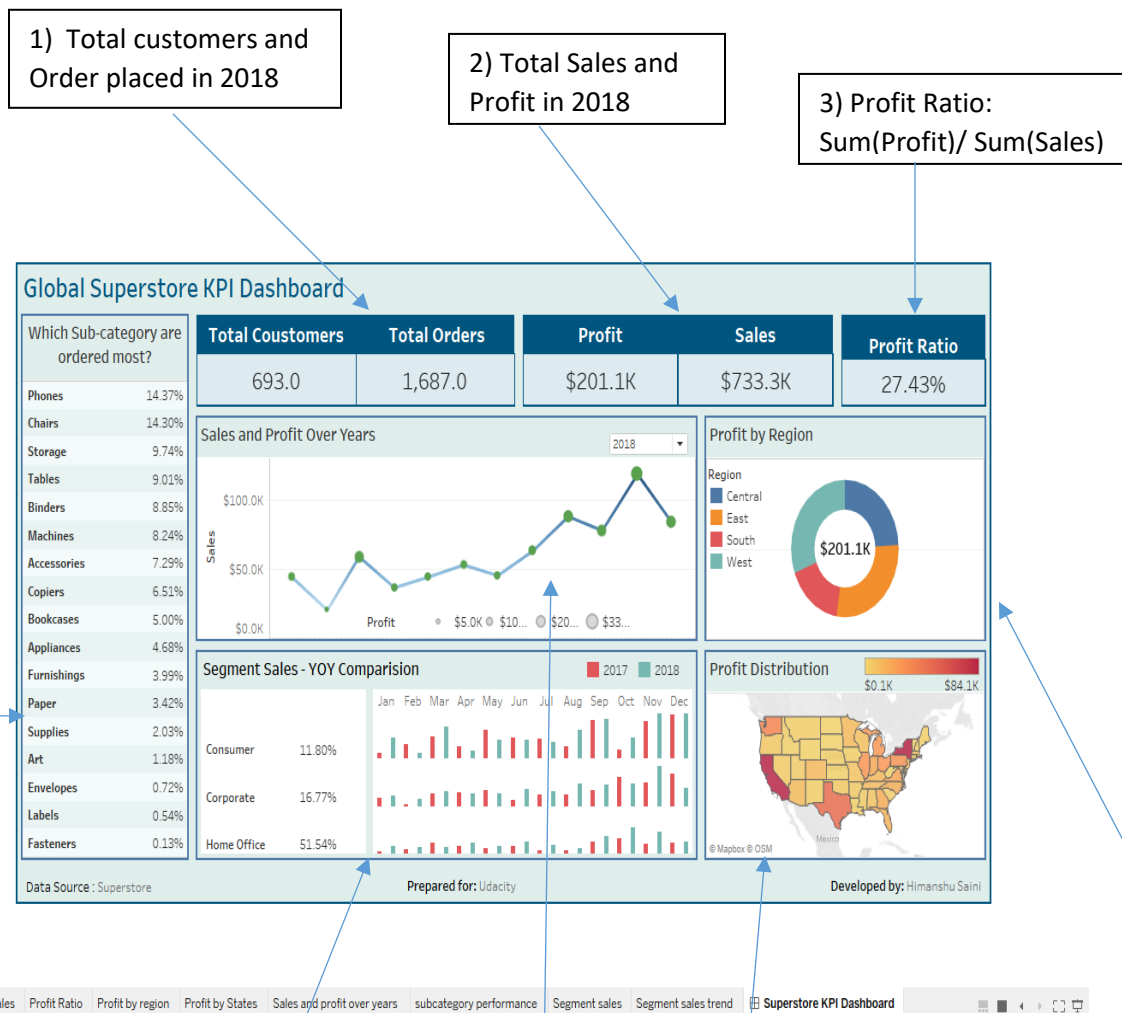 1) Total customers and
Order placed in 2018
2) Total Sales and
Profit in 2018
3) Profit Ratio:
Sum(Profit)/ Sum(Sales)
Global Superstore KPI Dashboard
Which Sub-category are
ordered most?
Phones 14.37%
Chairs 14.30%
Storage 9.74%
Tables 9.01%
Binders 8.85%
Machines 8.24%
Accessories 7.29%
Copiers 6.51%
Bookcases 5.00%
Appliances 4.68%
Furnishings 3.99%
Paper 3.42%
Supplies 2.03%
Art 1.18%
Envelopes 0.72%
Labels 0.54%
Fasteners 0.13%
Total Coustomers Total Orders
693.0 1,687.0
Profit Sales
$201.1K $733.3K
Profit Ratio
27.43%
Sales and Profit Over Years
2018
$100.0K
$50.0K
$0.0K
Sales
Profit $5.0K $10... $20... $33...
Profit by Region
Region
Central
East
South
West
$201.1K
Segment Sales - YOY Comparision 2017 2018
Jan Feb Mar Apr May Jun Jul Aug Sep Oct Nov Dec
Consumer 11.80%
Corporate 16.77%
Home Office 51.54%
Profit Distribution
$0.1K $84.1K
Mexico
© Mapbox © OSM
Data Source : Superstore Prepared for: Udacity Developed by: Himanshu Saini
Profit Ratio Profit by region Profit by States Sales and profit over years subcategory performance Segment sales Segment sales trend Superstore KPI Dashboard